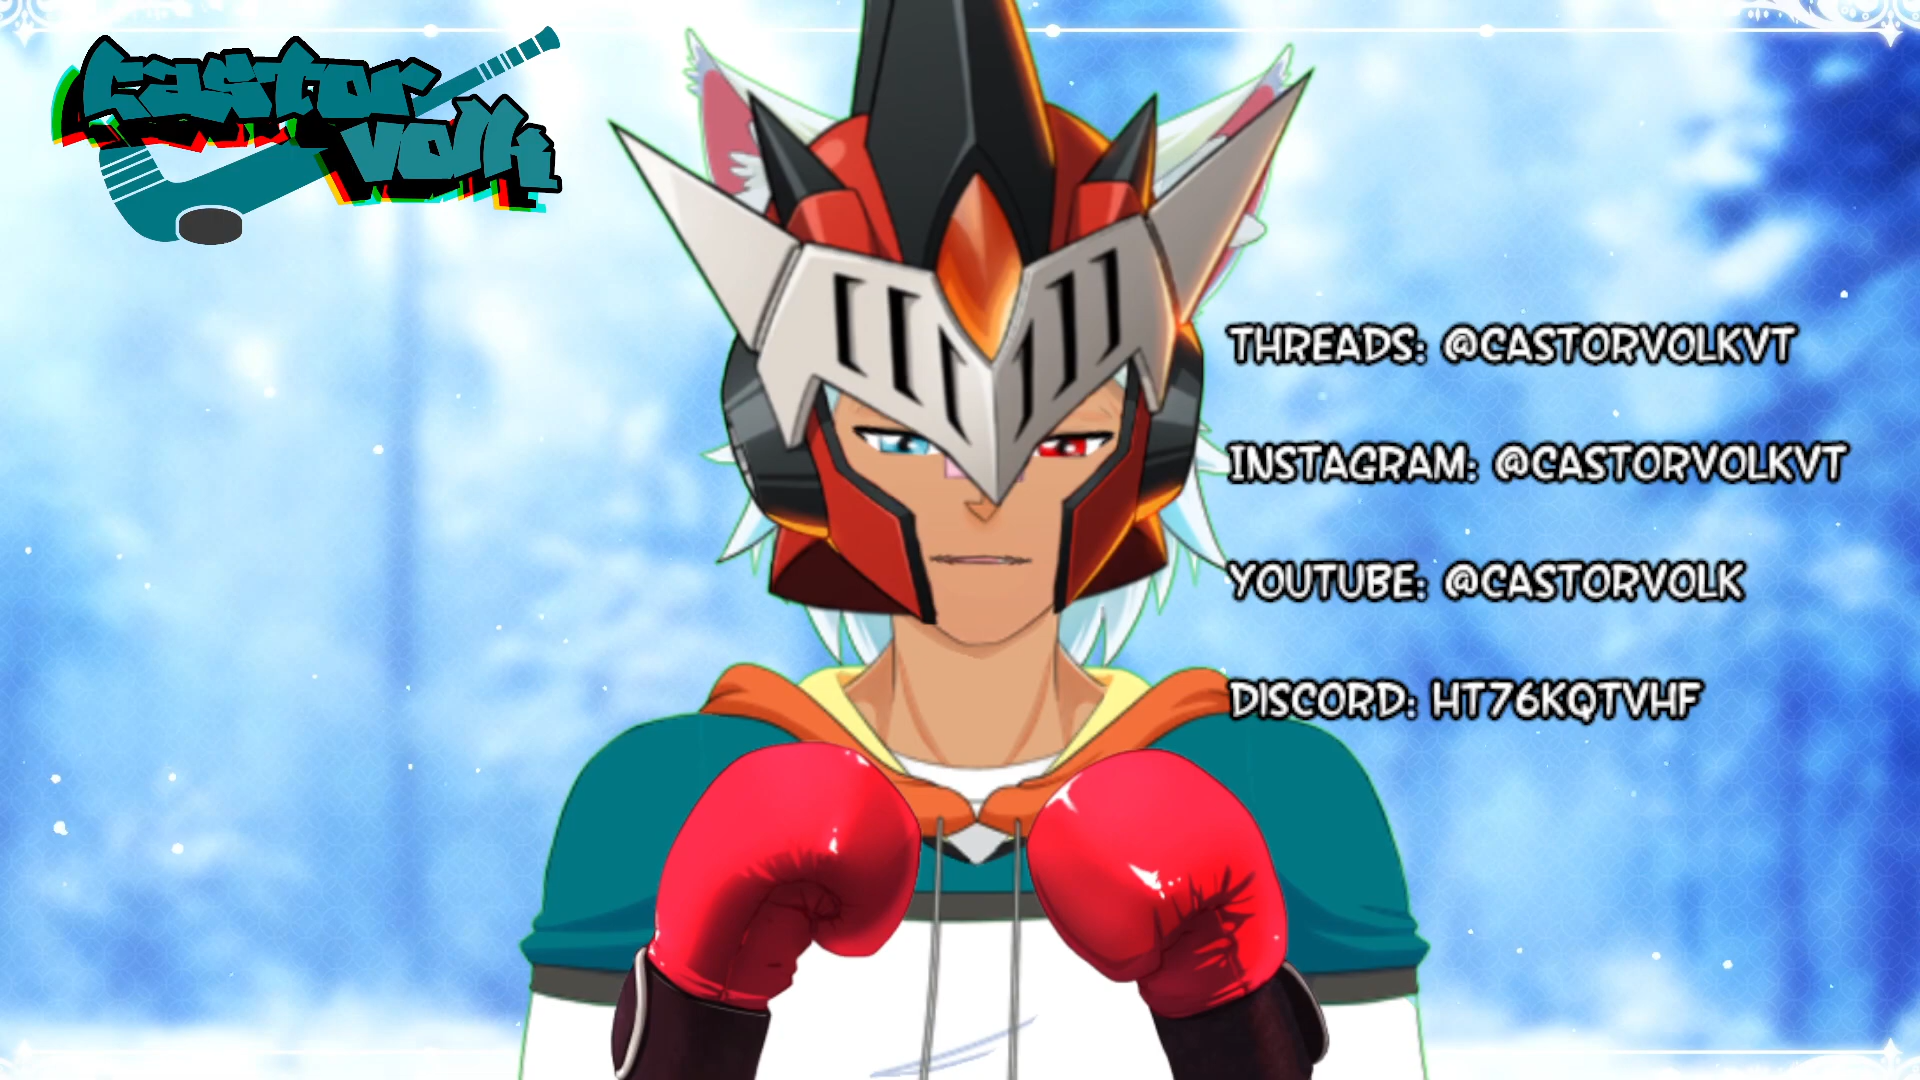 Castor
Volk
THREADS: @CASTORVOLKVT
INSTAGRAM: @CASTORVOLKVT
YOUTUBE: @CASTORVOLK
DISCORD: HT76KQTVHF